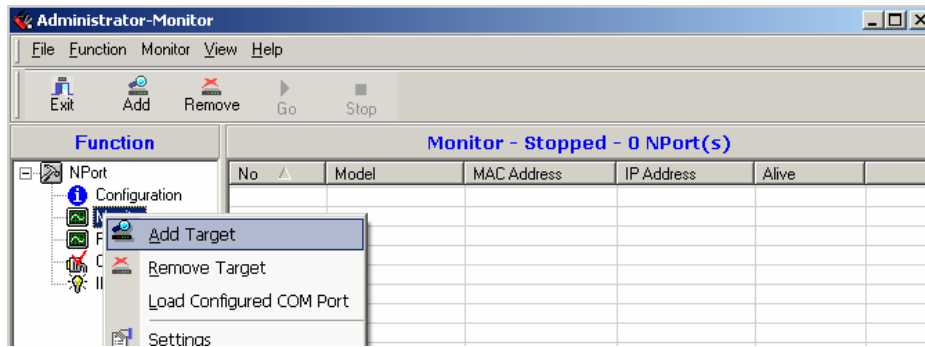 Administrator-Monitor
File Function Monitor View Help
Exit Add Remove Go Stop
Function
Monitor - Stopped - 0 NPort(s)
NPort
No Model MAC Address IP Address Alive
Configuration
Add Target
Remove Target
Load Configured COM Port
Settings